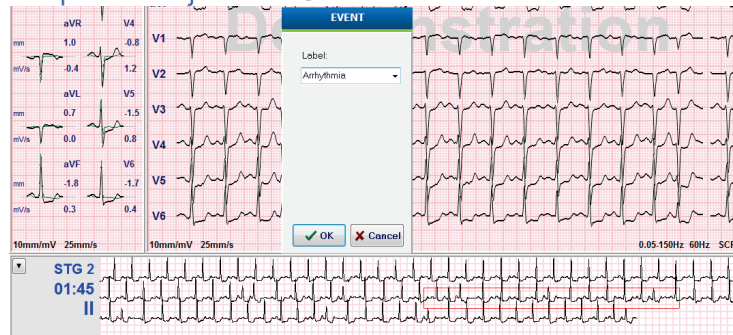 Demonstration
EVENT
Label:
Arrhythmia
OK
Cancel
aVR V4
mm 1.0 -0.8
mV/s -0.4 1.2
aVL V5
mm 0.7 -1.5
mV/s 0.0 0.8
aVF V6
mm -1.8 -1.7
mV/s 0.3 0.4
10mm/mV 25mm/s
V1
V2
V3
V4
V5
V6
10mm/mV 25mm/s
0.05-150Hz 60Hz
STG 2
01:45
II